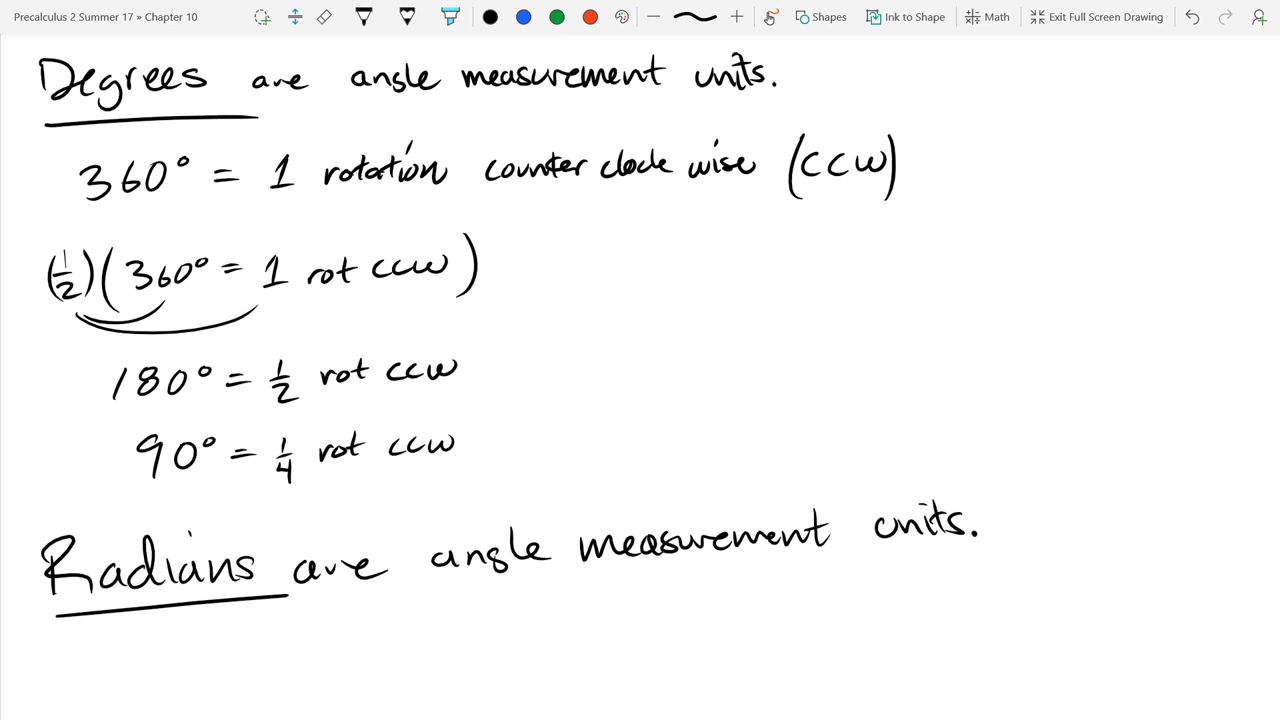 Precalculus 2 Summer 17 » Chapter 10 Shapes Ink to Shape Math Exit Full Screen Drawing
Degrees are angle measurement units.
360° = 1 rotation counter clock wise (ccw)
(1/2)(360° = 1 rot ccw)
180° = 1/2 rot ccw
90° = 1/4 rot ccw
Radians are angle measurement units.